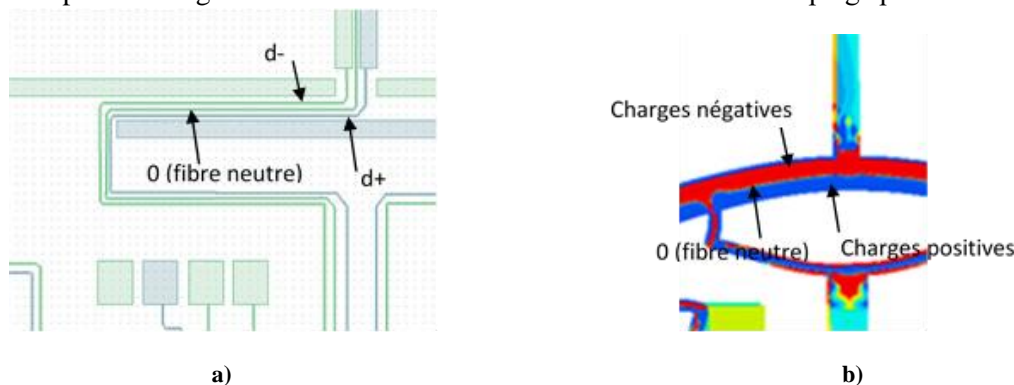 d-
0 (fibre neutre)
d+
Charges négatives
0 (fibre neutre)
Charges positives
a)
b)